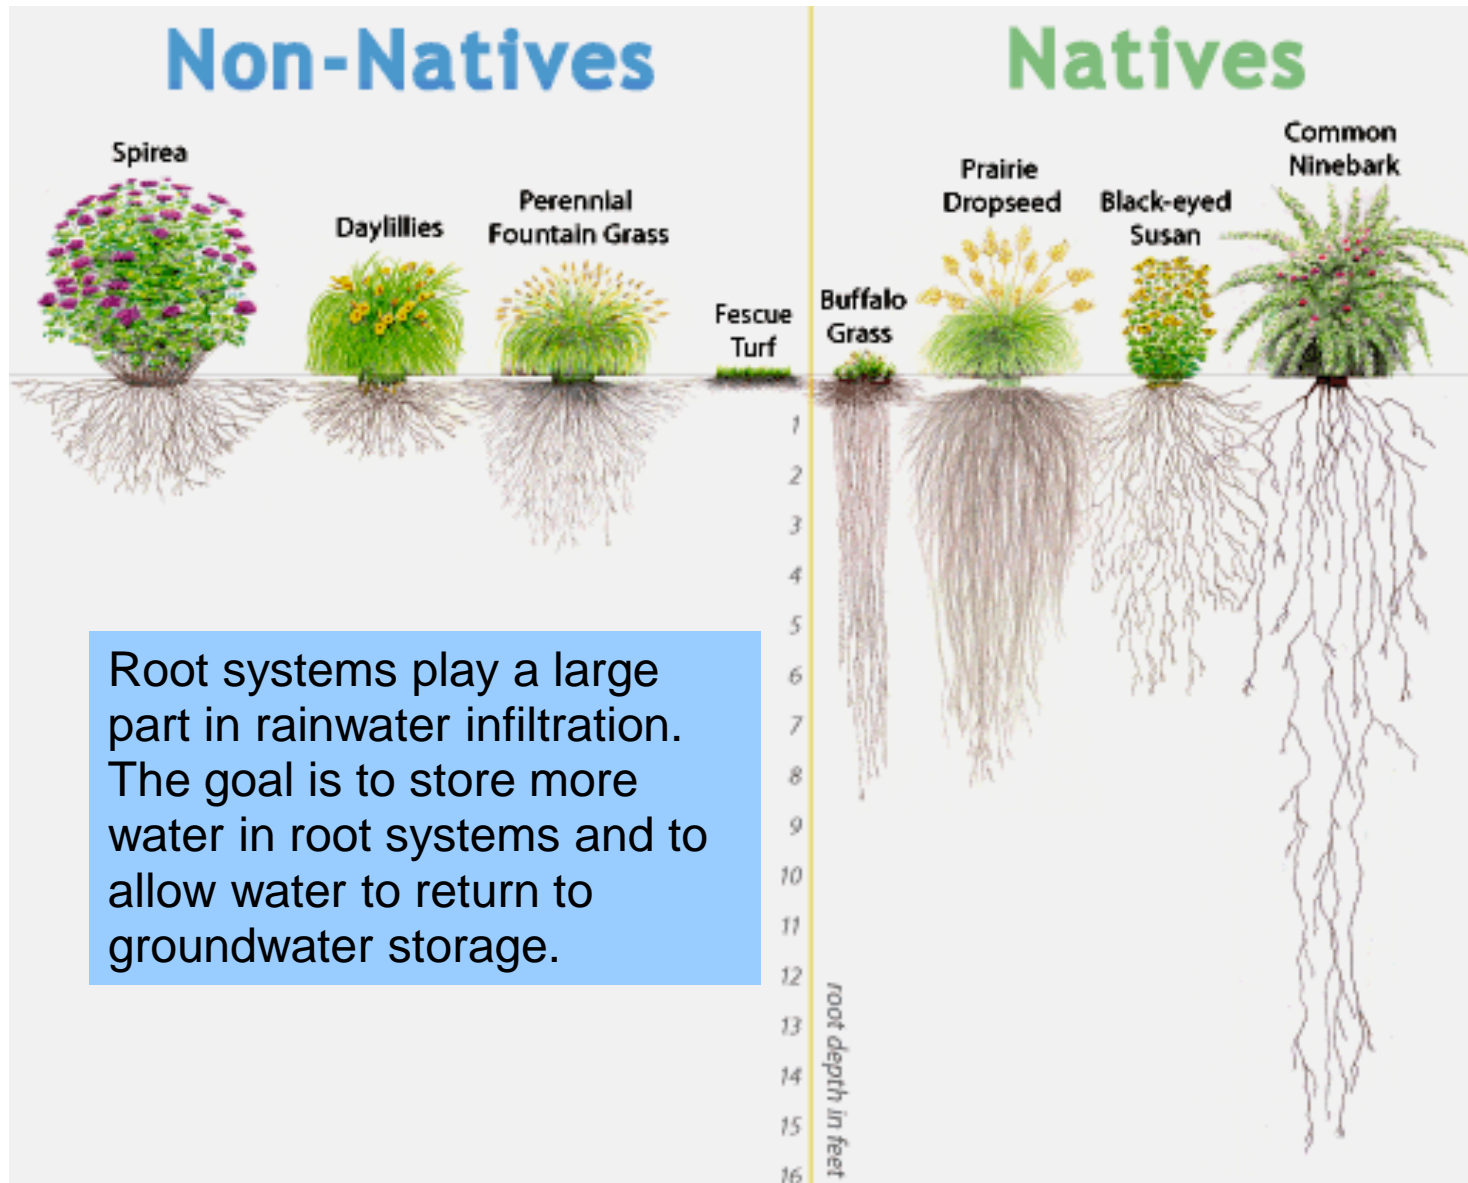 Non-Natives
Natives
Spirea
Daylillies
Perennial
Fountain Grass
Fescue
Turf
Buffalo
Grass
Prairie
Dropseed
Black-eyed
Susan
Common
Ninebark
1
2
3
4
5
6
7
8
9
10
11
12
13
14
15
16
root depth in feet
Root systems play a large
part in rainwater infiltration.
The goal is to store more
water in root systems and to
allow water to return to
groundwater storage.